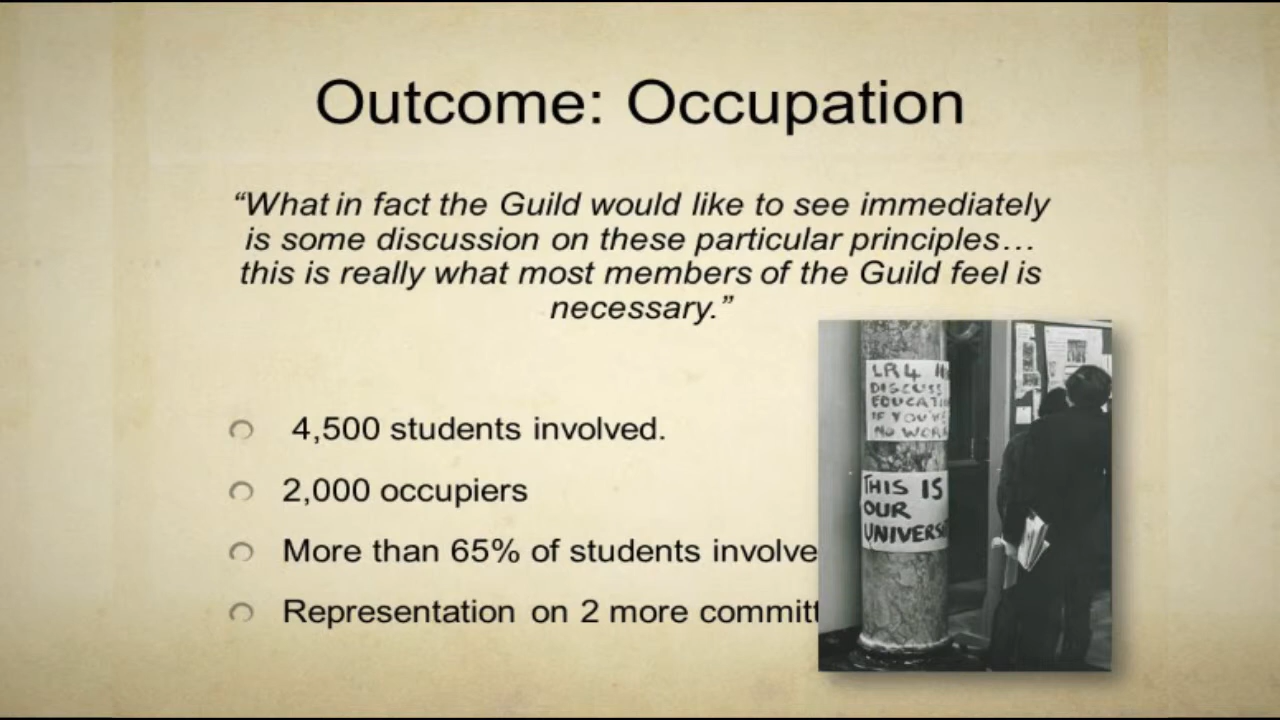 Outcome: Occupation
“What in fact the Guild would like to see immediately
is some discussion on these particular principles…
this is really what most members of the Guild feel is
necessary.”
4,500 students involved.
2,000 occupiers
More than 65% of students involve
Representation on 2 more committ
LR4
DISCUSS
EDUCATI
IF YOU'VE
NO WORK
THIS IS
OUR
UNIVERSI